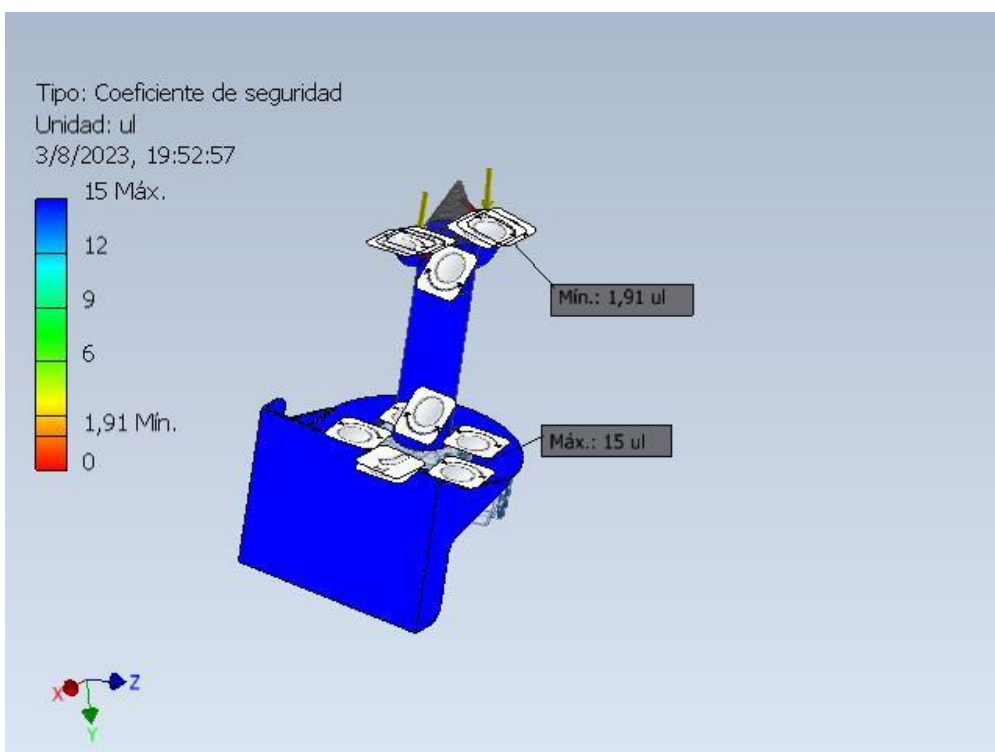 Tipo: Coeficiente de seguridad
Unidad: ul
3/8/2023, 19:52:57
15 Máx.
12
9
6
1,91 Mín.
0
Mín.: 1,91 ul
Máx.: 15 ul
X
Z
Y